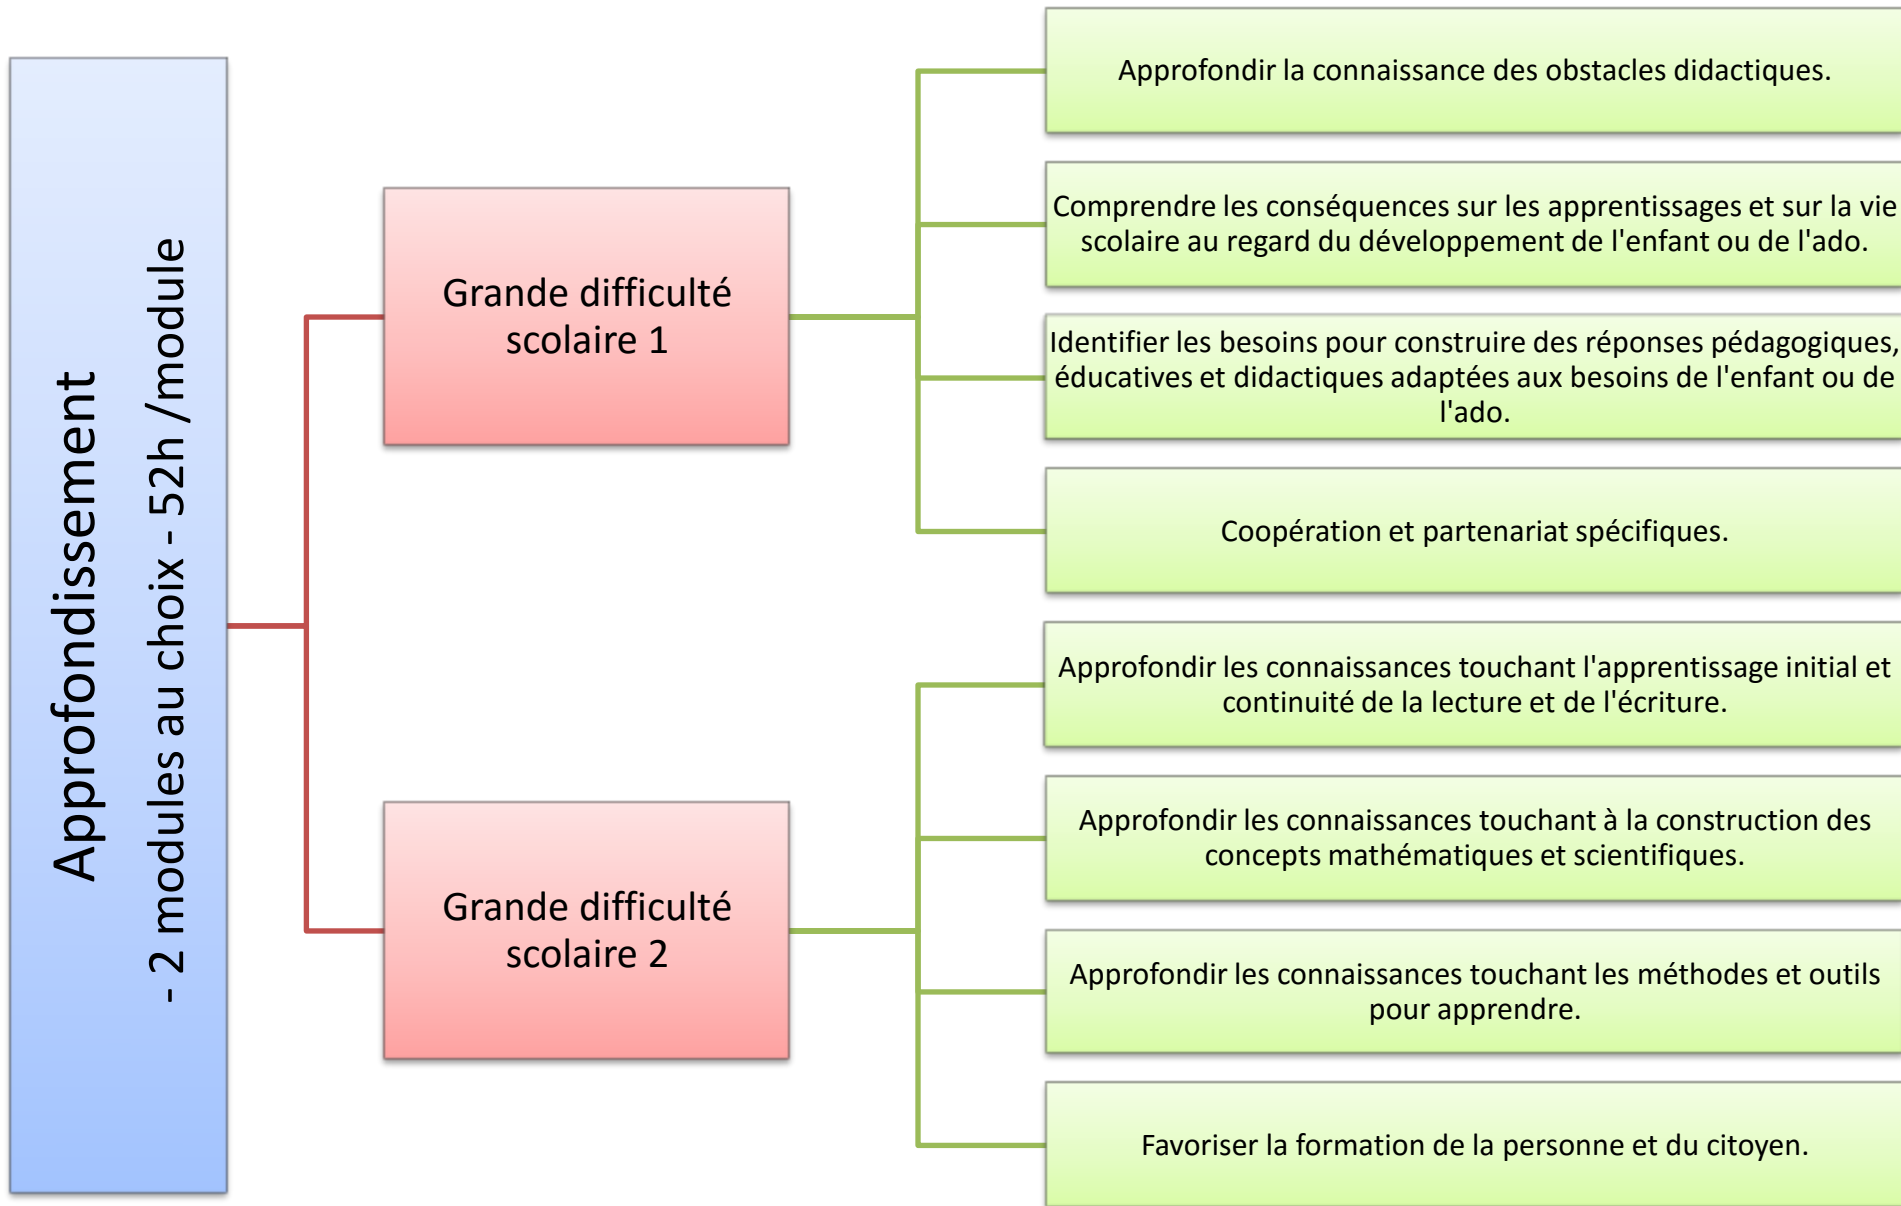 Approfondissement
- 2 modules au choix - 52h /module
Grande difficulté
scolaire 1
Approfondir la connaissance des obstacles didactiques.
Comprendre les conséquences sur les apprentissages et sur la vie
scolaire au regard du développement de l'enfant ou de l'ado.
Identifier les besoins pour construire des réponses pédagogiques,
éducatives et didactiques adaptées aux besoins de l'enfant ou de
l'ado.
Coopération et partenariat spécifiques.
Grande difficulté
scolaire 2
Approfondir les connaissances touchant l'apprentissage initial et
continuité de la lecture et de l'écriture.
Approfondir les connaissances touchant à la construction des
concepts mathématiques et scientifiques.
Approfondir les connaissances touchant les méthodes et outils
pour apprendre.
Favoriser la formation de la personne et du citoyen.